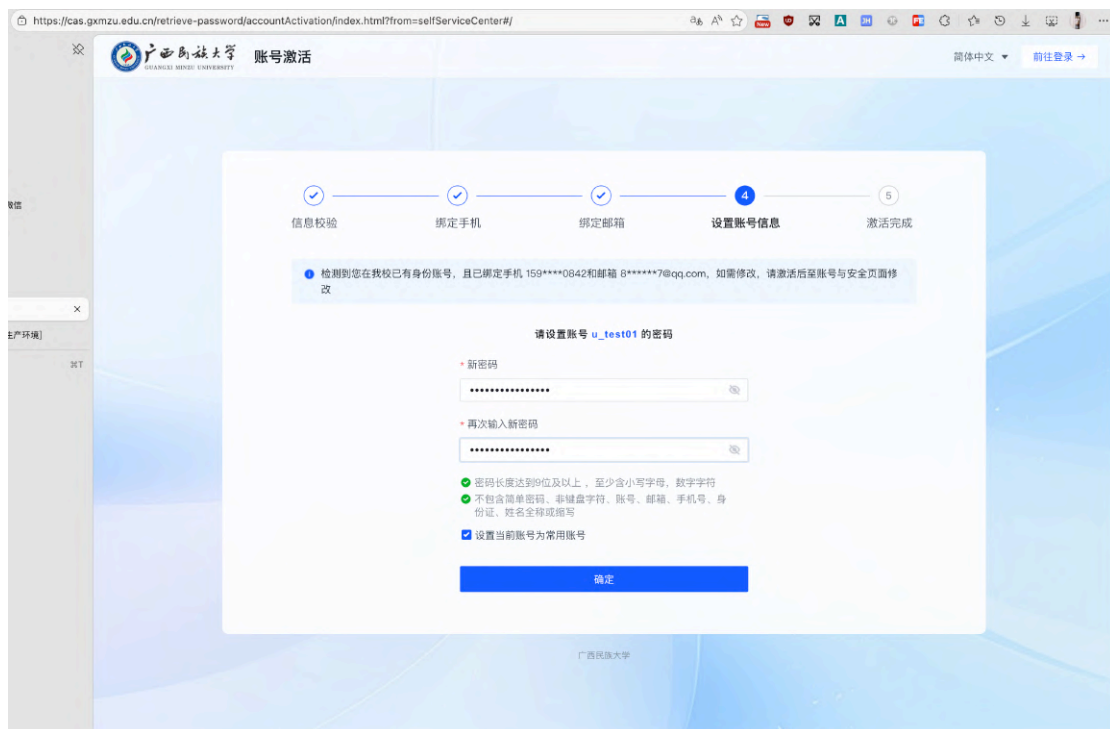 https://cas.gxmzu.edu.cn/retrieve-password/accountActivation/index.html?from=selfServiceCenter#/
广西民族大学
GUANGXI MINZU UNIVERSITY
账号激活
简体中文
前往登录 →
微信
信息校验
绑定手机
绑定邮箱
4
设置账号信息
5
激活完成
检测到您在我校已有身份账号，且已绑定手机 159****0842和邮箱 8******7@qq.com，如需修改，请激活后至账号与安全页面修
改
生产环境]
⌘T
请设置账号 u_test01 的密码
* 新密码
••••••••••••••••
* 再次输入新密码
••••••••••••••••
密码长度达到9位及以上 ，至少含小写字母，数字字符
不包含简单密码、非键盘字符、账号、邮箱、手机号、身
份证、姓名全称或缩写
设置当前账号为常用账号
确定
广西民族大学